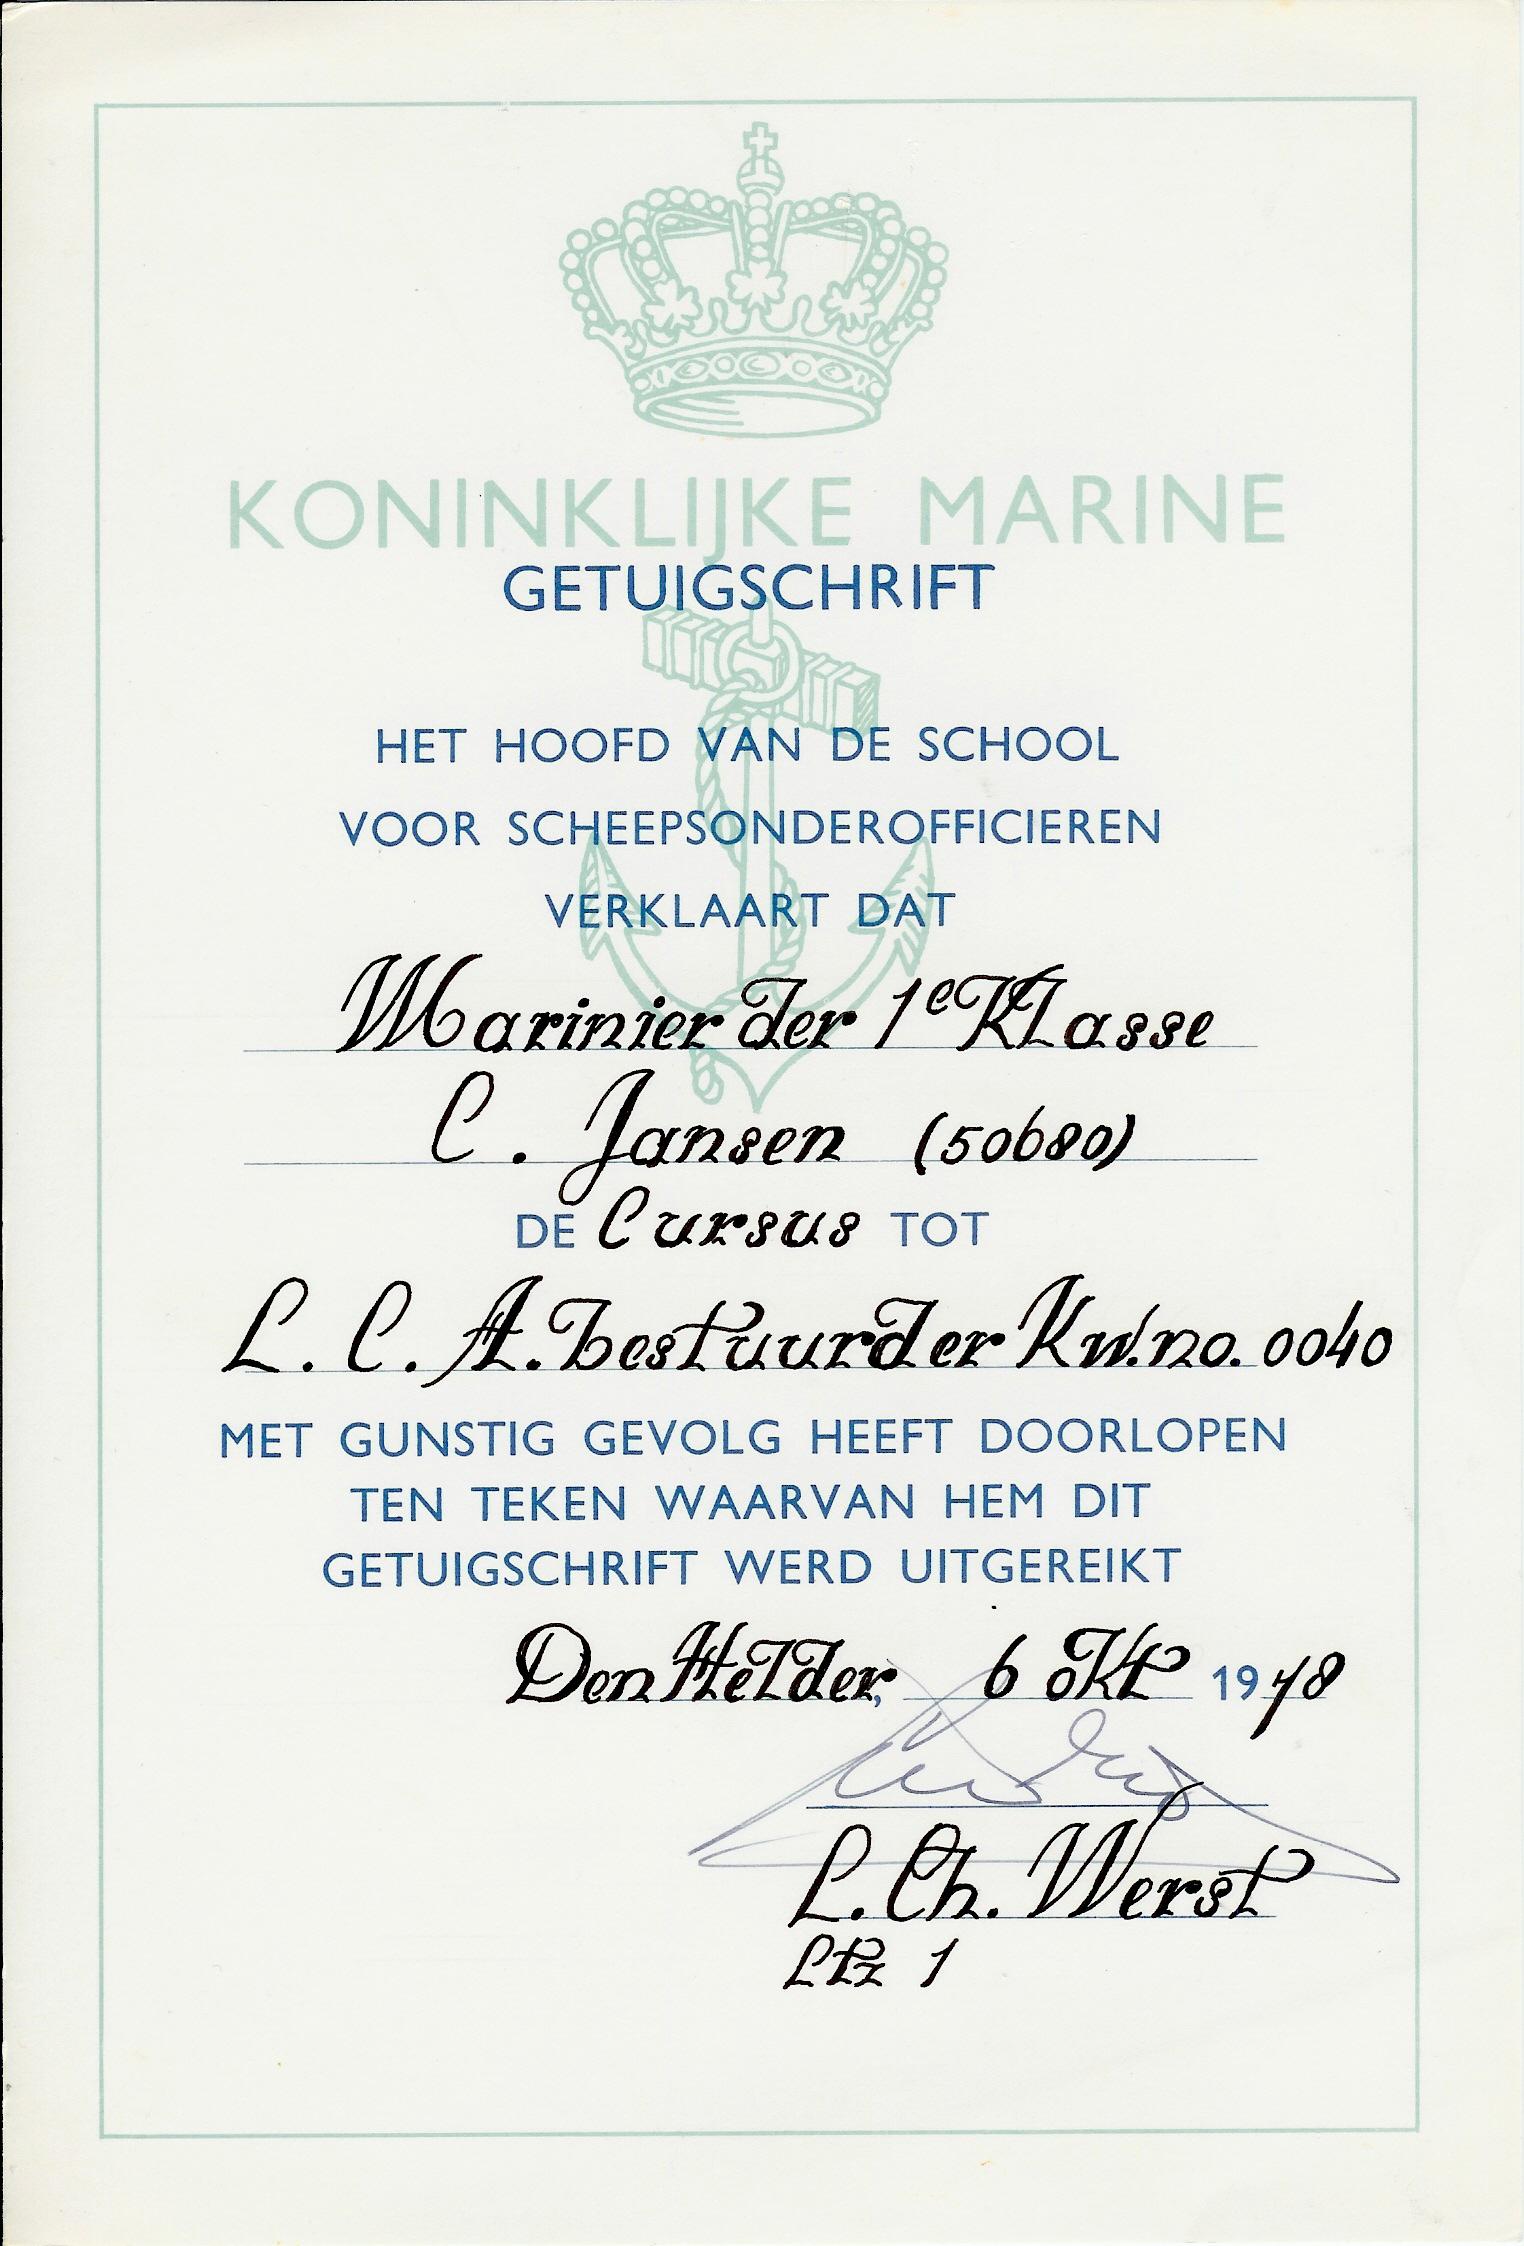 KONINKLIJKE MARINE
GETUIGSCHRIFT
HET HOOFD VAN DE SCHOOL
VOOR SCHEEPSONDEROFFICIEREN
VERKLAART DAT
Marinier der 1e Klasse
C. Jansen (50680)
DE Cursus TOT
L.C.A. bestuurder Kw.no. 0040
MET GUNSTIG GEVOLG HEEFT DOORLOPEN
TEN TEKEN WAARVAN HEM DIT
GETUIGSCHRIFT WERD UITGEREIKT
Den Helder, 6 okt 1978
L. Ch. Werst
Ltz 1